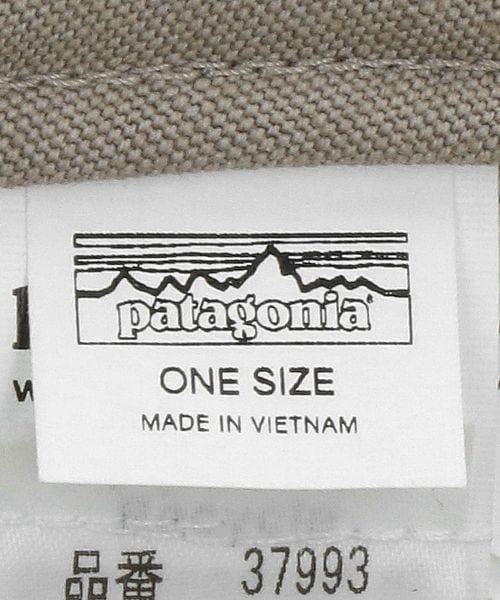 patagonia
ONE SIZE
MADE IN VIETNAM
品番 37993